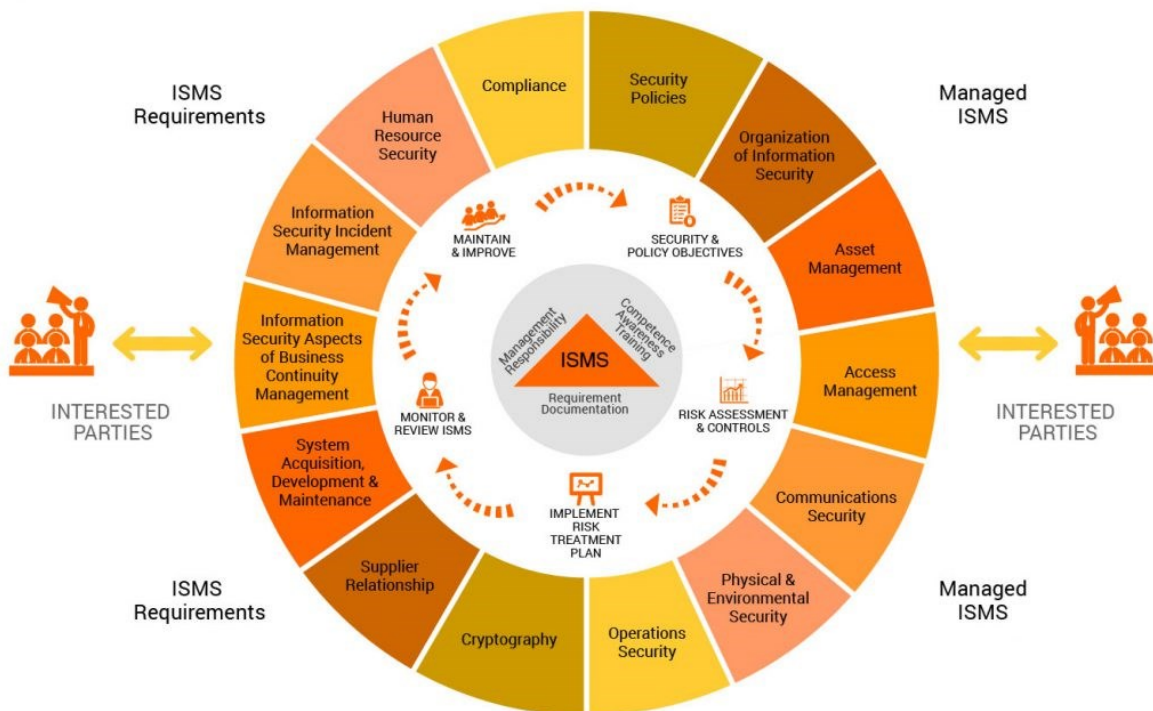 ISMS
Requirements
Managed
ISMS
Compliance
Security
Policies
Organization
of Information
Security
Asset
Management
Access
Management
Communications
Security
Physical &
Environmental
Security
Operations
Security
Cryptography
Supplier
Relationship
System
Acquisition,
Development &
Maintenance
Information
Security Aspects
of Business
Continuity
Management
Information
Security Incident
Management
Human
Resource
Security
MAINTAIN
& IMPROVE
SECURITY &
POLICY OBJECTIVES
RISK ASSESSMENT
& CONTROLS
IMPLEMENT
RISK
TREATMENT
PLAN
MONITOR &
REVIEW ISMS
Management
Responsibility
Competence
Awareness
Training
ISMS
Requirement
Documentation
INTERESTED
PARTIES
INTERESTED
PARTIES
ISMS
Requirements
Managed
ISMS